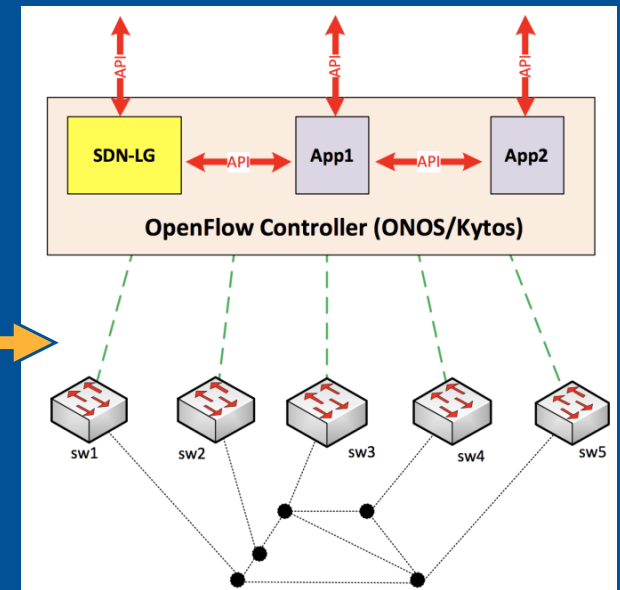 API
API
API
SDN-LG
API
App1
API
App2
OpenFlow Controller (ONOS/Kytos)
sw1
sw2
sw3
sw4
sw5